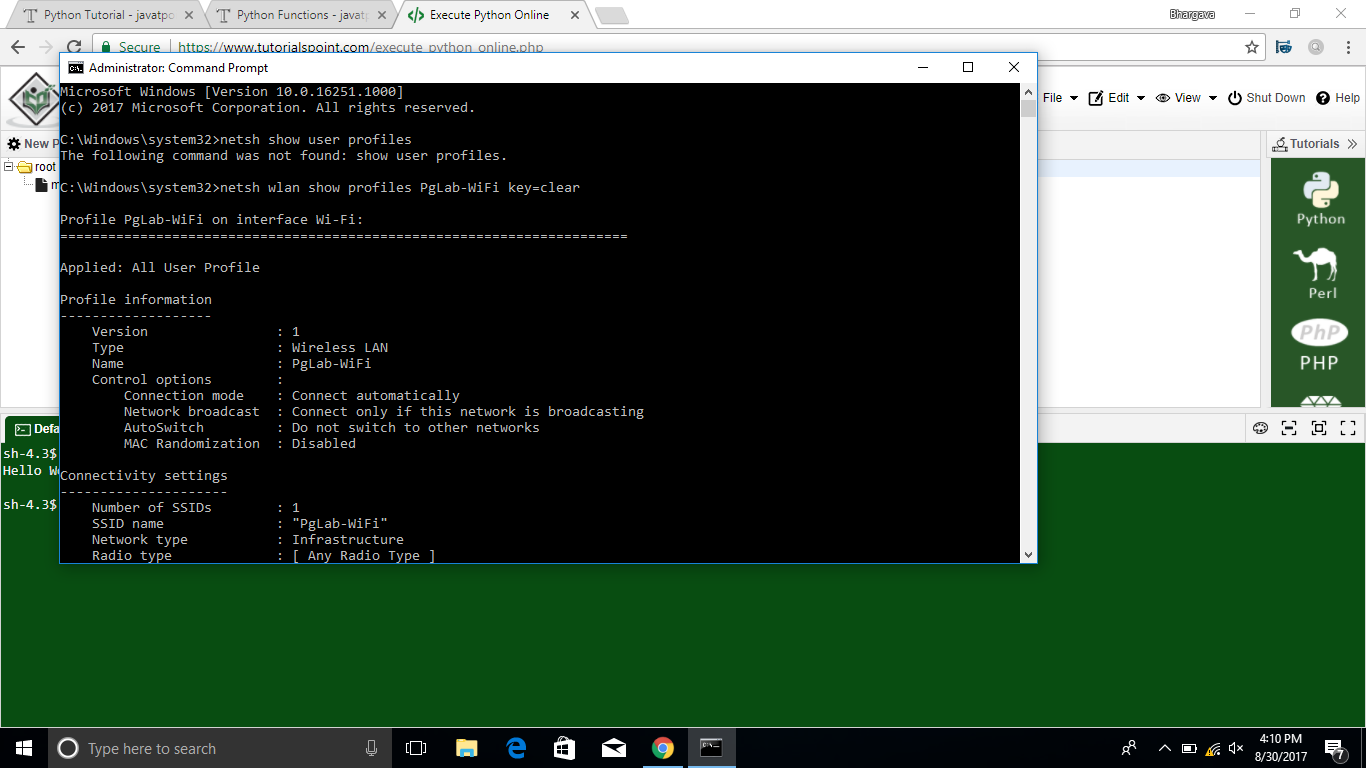 Python Tutorial - javatpo
Python Functions - javatp
Execute Python Online
Bhargava
Secure
https://www.tutorialspoint.com/execute_python_online.php
Administrator: Command Prompt
Microsoft Windows [Version 10.0.16251.1000]
(c) 2017 Microsoft Corporation. All rights reserved.
C:\Windows\system32>netsh show user profiles
The following command was not found: show user profiles.
C:\Windows\system32>netsh wlan show profiles PgLab-WiFi key=clear
Profile PgLab-WiFi on interface Wi-Fi:
=======================================================================
Applied: All User Profile
Profile information
-------------------
Version : 1
Type : Wireless LAN
Name : PgLab-WiFi
Control options :
Connection mode : Connect automatically
Network broadcast : Connect only if this network is broadcasting
AutoSwitch : Do not switch to other networks
MAC Randomization : Disabled
Connectivity settings
---------------------
Number of SSIDs : 1
SSID name : "PgLab-WiFi"
Network type : Infrastructure
Radio type : [ Any Radio Type ]
File Edit View Shut Down Help
New P
root
m
Tutorials
Python
Perl
PHP
PHP
Defa
sh-4.3$
Hello W
sh-4.3$
Type here to search
4:10 PM
8/30/2017
7